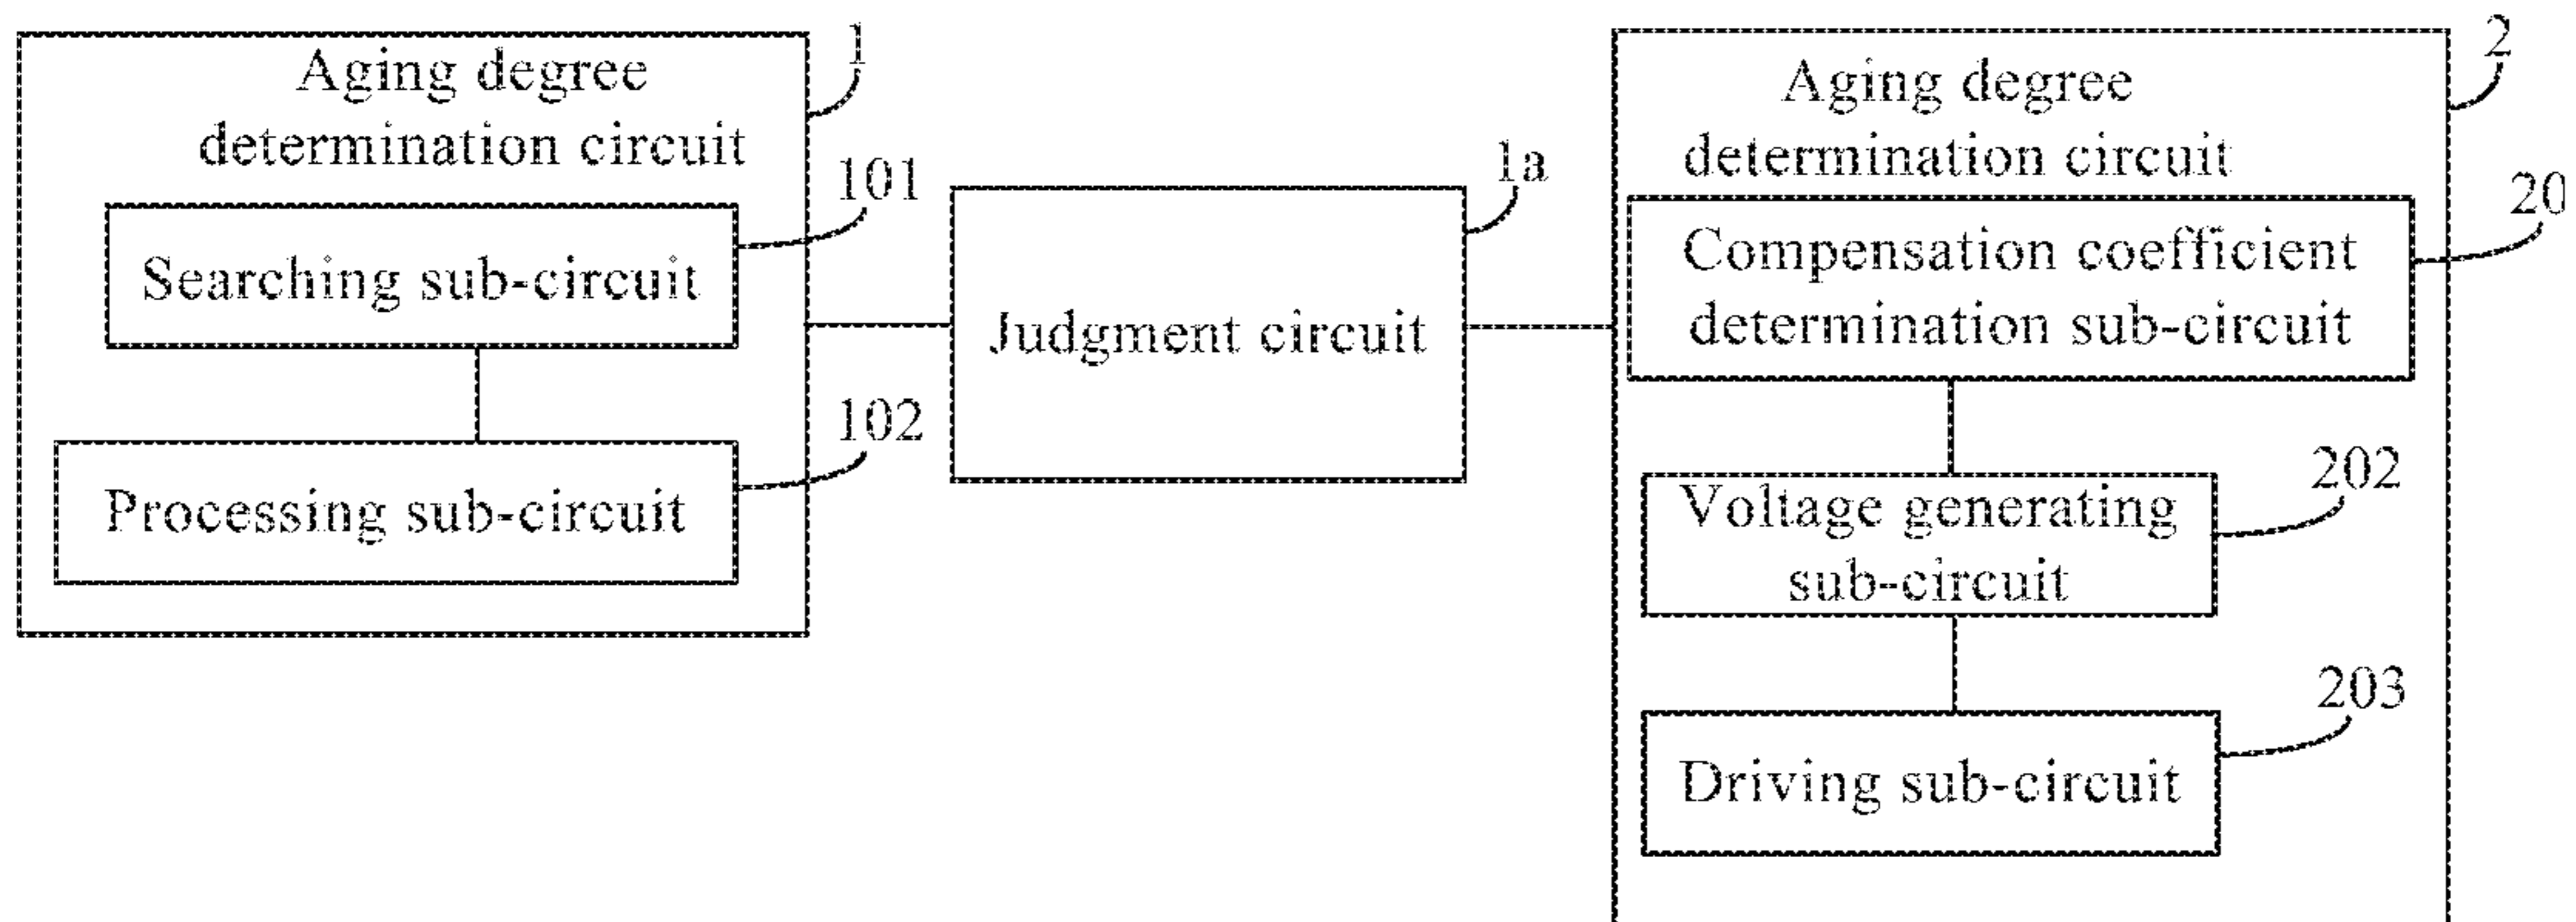 Aging degree
determination circuit
1
Searching sub-circuit
101
Processing sub-circuit
102
Judgment circuit
1a
Aging degree
determination circuit
2
Compensation coefficient
determination sub-circuit
20
Voltage generating
sub-circuit
202
Driving sub-circuit
203